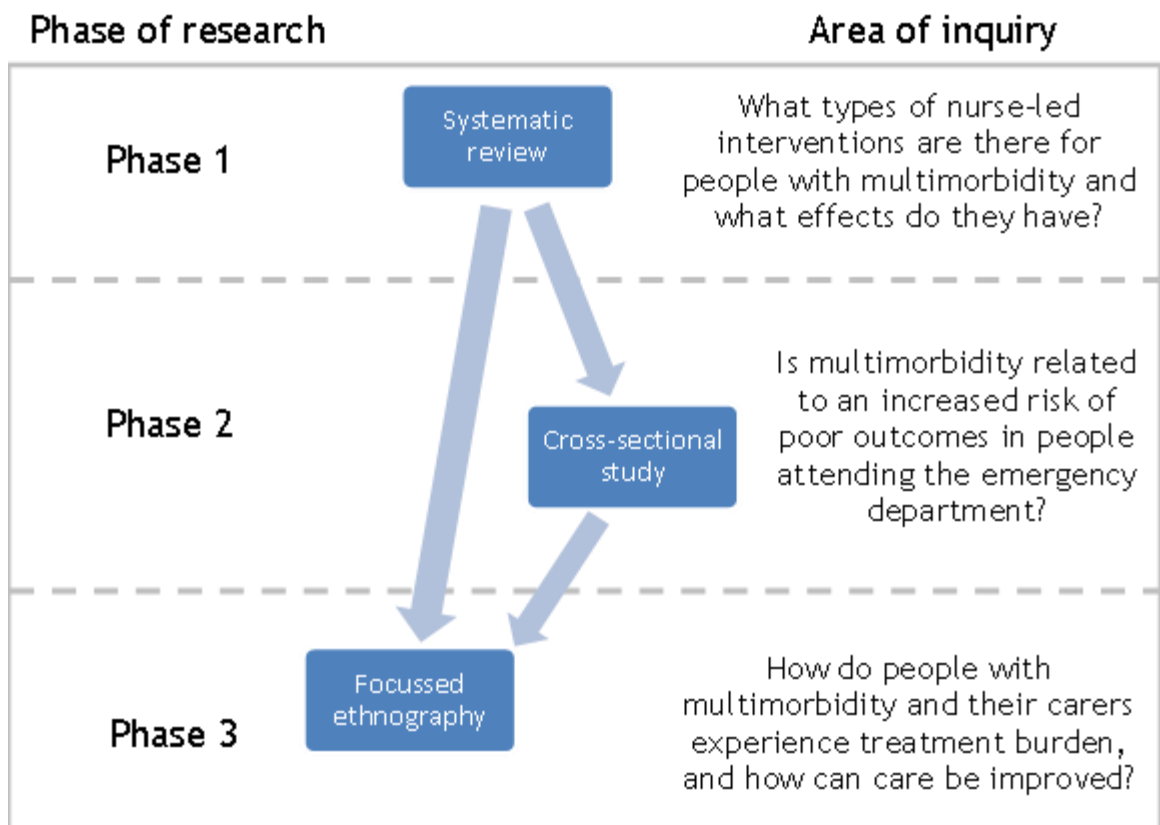 Phase of research
Area of inquiry
Phase 1
Systematic
review
What types of nurse-led
interventions are there for
people with multimorbidity and
what effects do they have?
Phase 2
Cross-sectional
study
Is multimorbidity related
to an increased risk of
poor outcomes in people
attending the emergency
department?
Phase 3
Focussed
ethnography
How do people with
multimorbidity and their carers
experience treatment burden,
and how can care be improved?